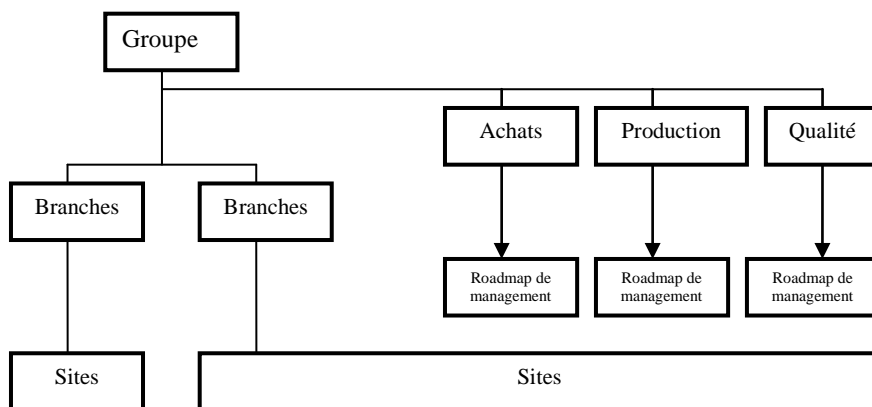 Groupe
Achats
Production
Qualité
Branches
Branches
Roadmap de
management
Roadmap de
management
Roadmap de
management
Sites
Sites